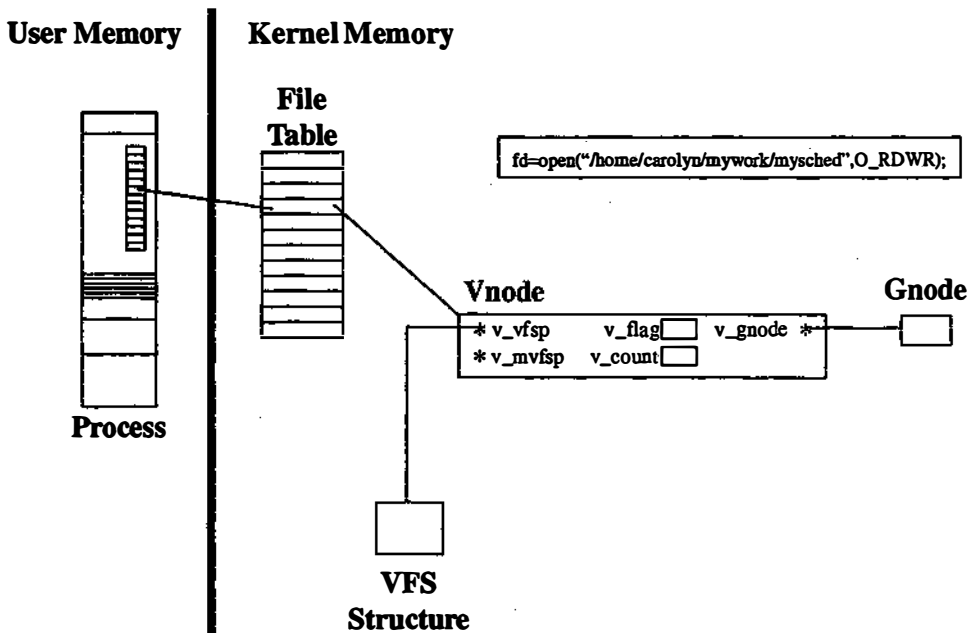 User Memory
Kernel Memory
File
Table
fd=open("/home/carolyn/mywork/mysched",O_RDWR);
Vnode
Gnode
* v_vfsp v_flag v_gnode *
* v_mvfsp v_count
Process
VFS
Structure